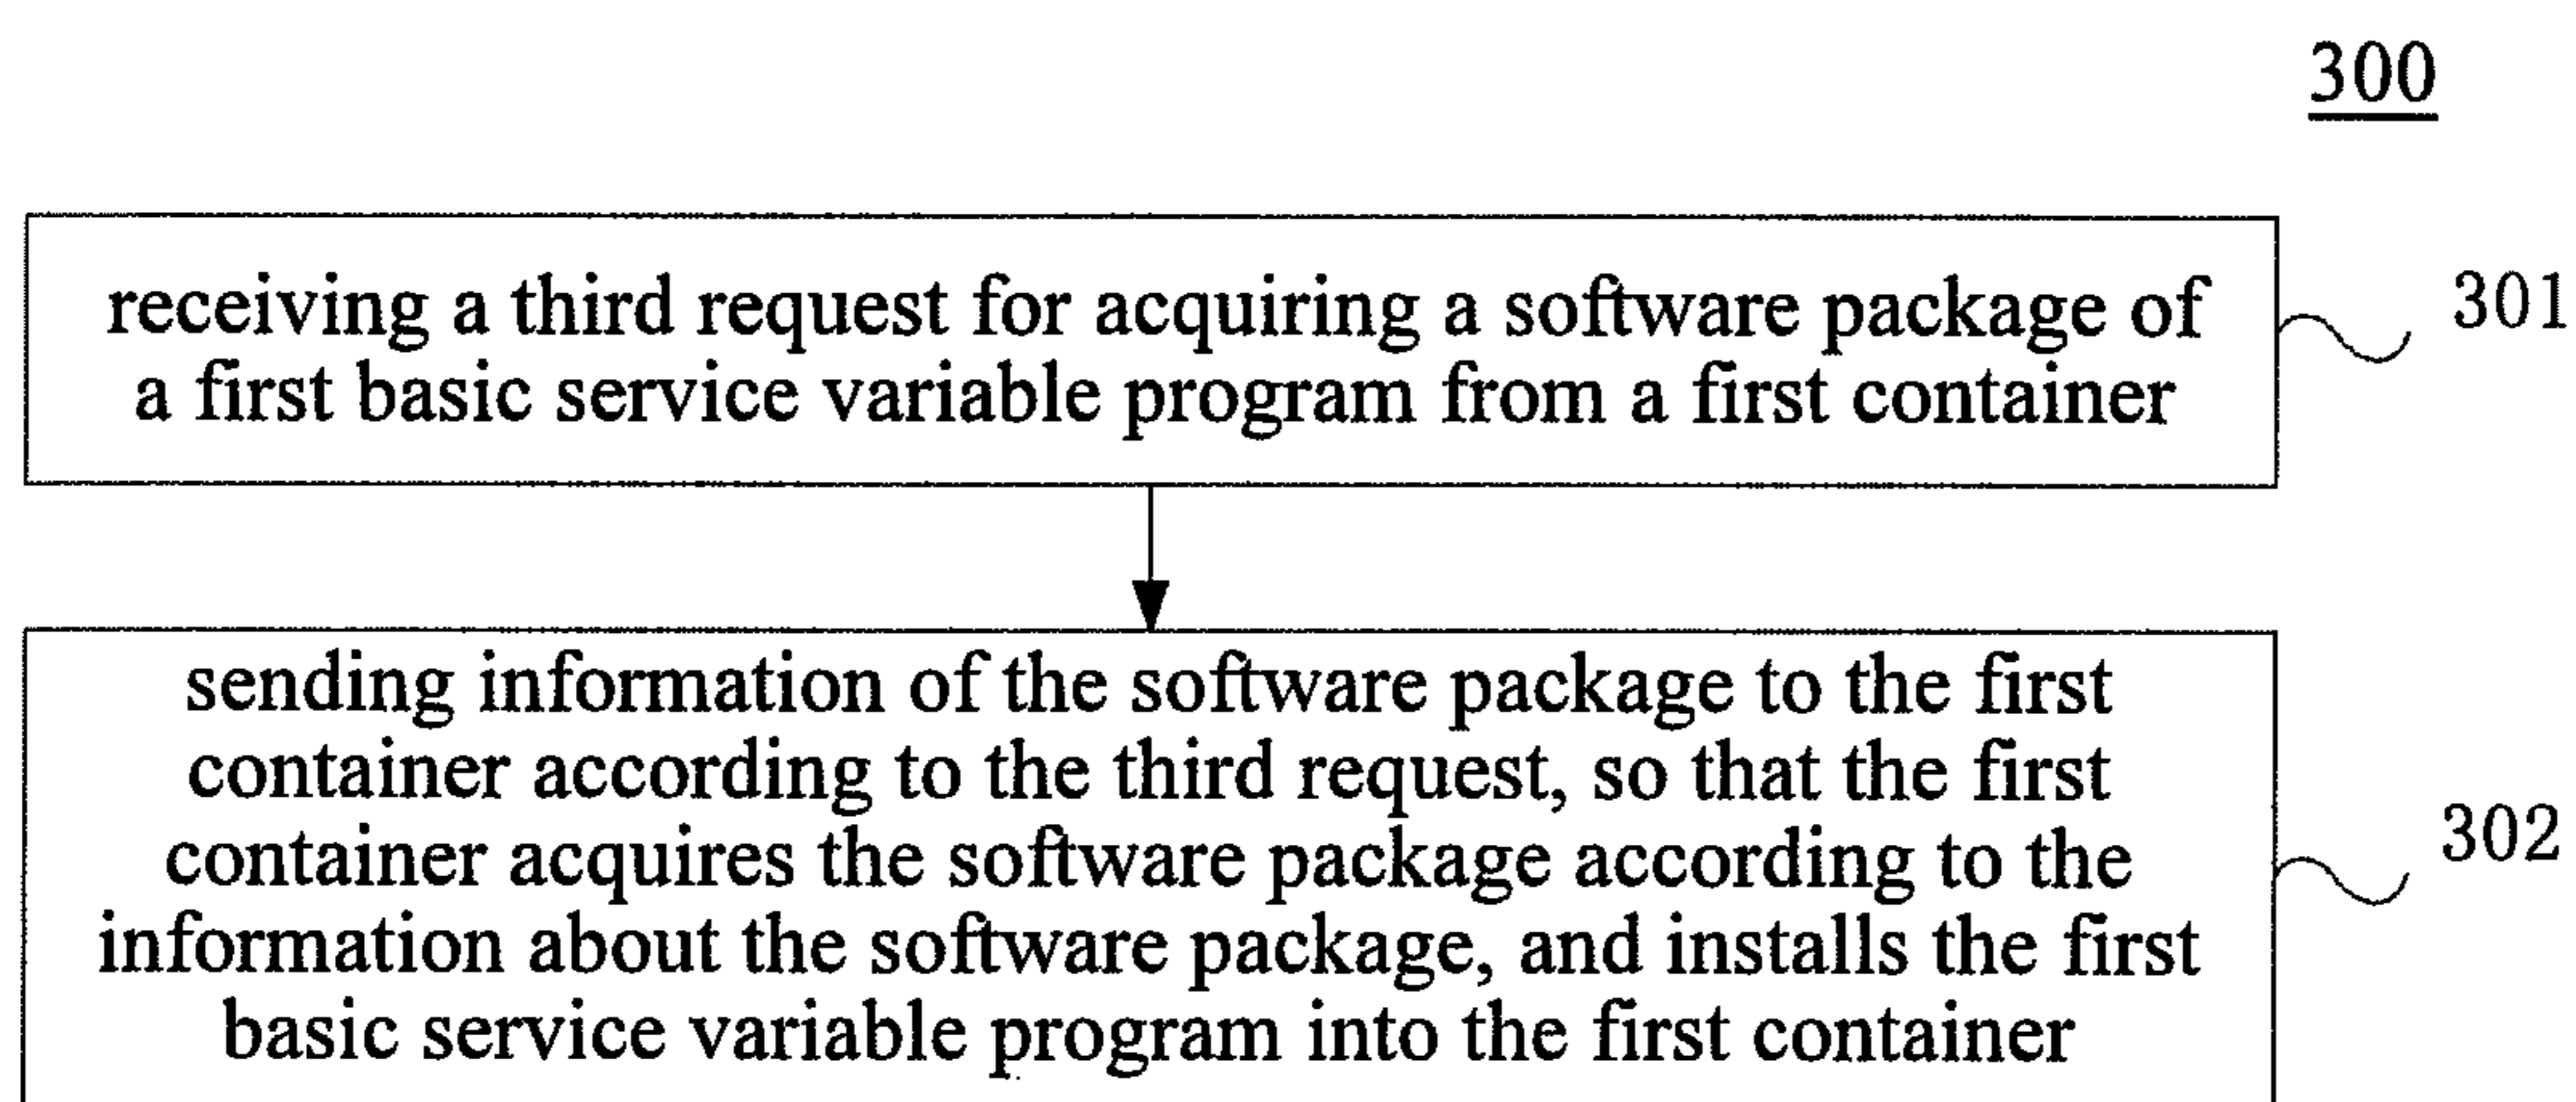 300
receiving a third request for acquiring a software package of
a first basic service variable program from a first container
301
sending information of the software package to the first
container according to the third request, so that the first
container acquires the software package according to the
information about the software package, and installs the first
basic service variable program into the first container
302